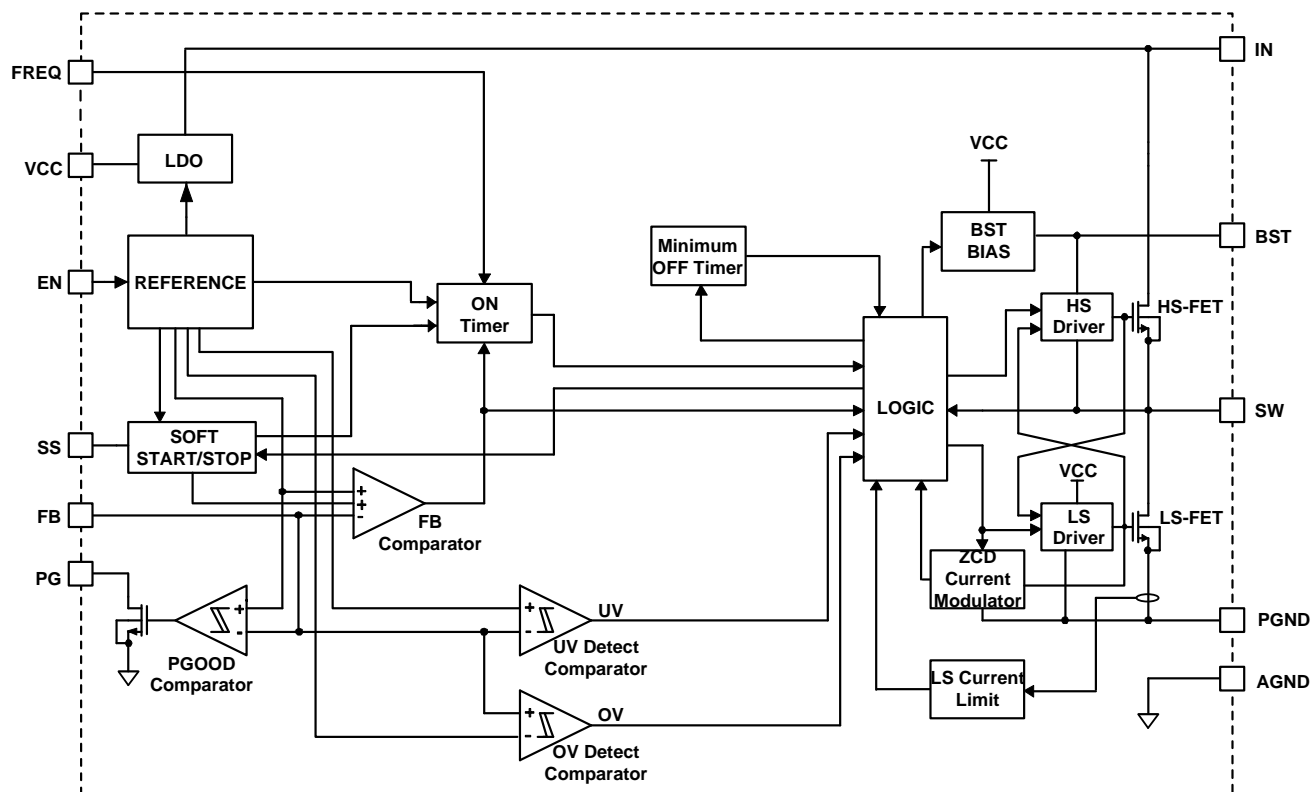 FREQ
IN
VCC
LDO
VCC
BST
BIAS
BST
Minimum
OFF Timer
EN
REFERENCE
ON
Timer
HS
Driver
HS-FET
LOGIC
SW
SS
SOFT
START/STOP
VCC
FB
+
+
-
FB
Comparator
LS
Driver
LS-FET
ZCD
Current
Modulator
PG
+
-
PGOOD
Comparator
+
-
UV
UV Detect
Comparator
PGND
LS Current
Limit
AGND
+
-
OV
OV Detect
Comparator